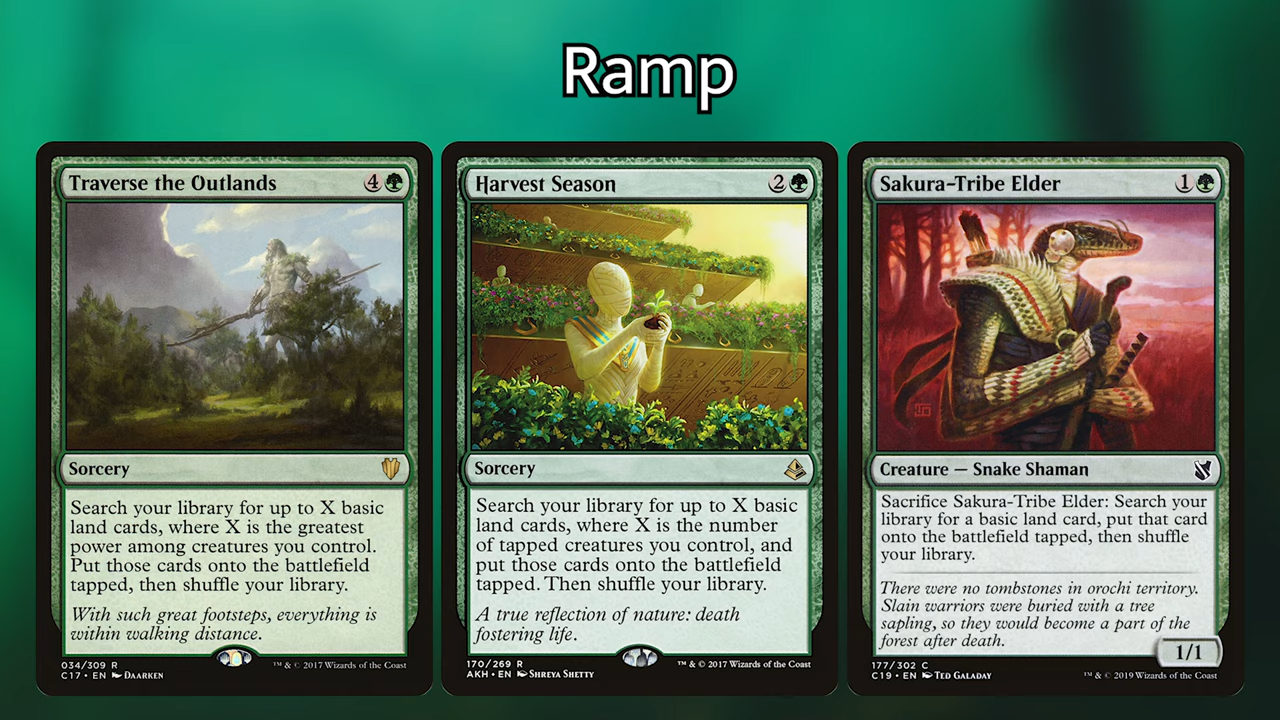 Ramp
Traverse the Outlands 4
Sorcery
Search your library for up to X basic
land cards, where X is the greatest
power among creatures you control.
Put those cards onto the battlefield
tapped, then shuffle your library.
With such great footsteps, everything is
within walking distance.
034/309 R
C17 • EN DAARKEN
™ & © 2017 Wizards of the Coast
Harvest Season 2
Sorcery
Search your library for up to X basic
land cards, where X is the number
of tapped creatures you control, and
put those cards onto the battlefield
tapped. Then shuffle your library.
A true reflection of nature: death
fostering life.
170/269 R
AKH • EN SHREYA SHETTY
™ & © 2017 Wizards of the Coast
Sakura-Tribe Elder 1
Creature — Snake Shaman
Sacrifice Sakura-Tribe Elder: Search your
library for a basic land card, put that card
onto the battlefield tapped, then shuffle
your library.
There were no tombstones in orochi territory.
Slain warriors were buried with a tree
sapling, so they would become a part of the
forest after death.
1/1
177/302 C
C19 • EN TED GALADAY
™ & © 2019 Wizards of the Coast